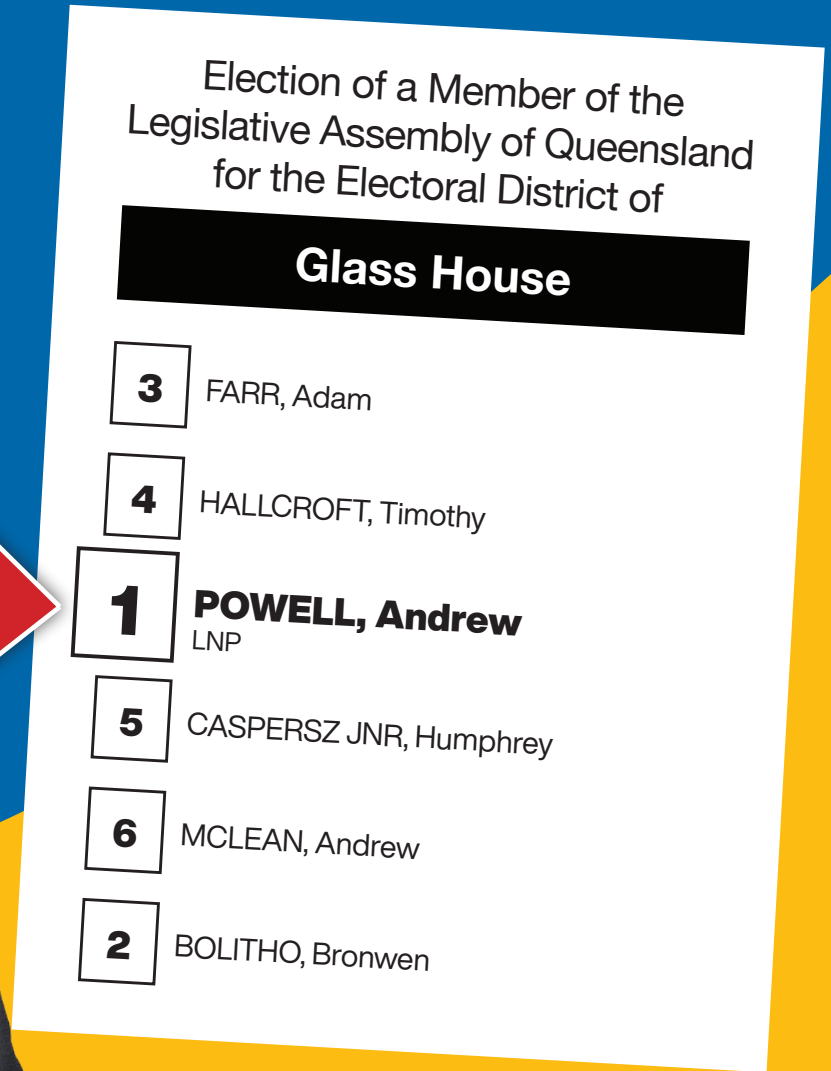 Election of a Member of the
Legislative Assembly of Queensland
for the Electoral District of
Glass House
3 FARR, Adam
4 HALLCROFT, Timothy
1 POWELL, Andrew
LNP
5 CASPERSZ JNR, Humphrey
6 MCLEAN, Andrew
2 BOLITHO, Bronwen